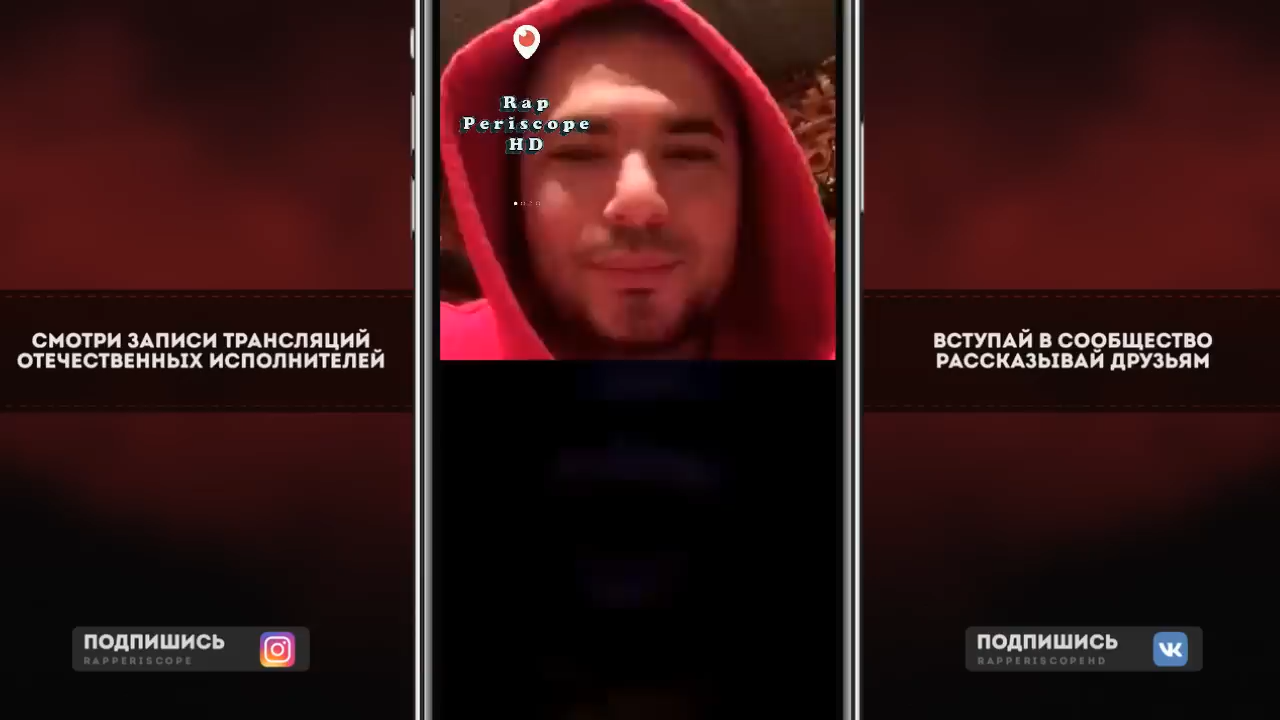 Rap
Periscope
HD
СМОТРИ ЗАПИСИ ТРАНСЛЯЦИЙ
ОТЕЧЕСТВЕННЫХ ИСПОЛНИТЕЛЕЙ
ВСТУПАЙ В СООБЩЕСТВО
РАССКАЗЫВАЙ ДРУЗЬЯМ
ПОДПИШИСЬ
RAPPERISCOPE
ПОДПИШИСЬ
RAPPERISCOPEHD